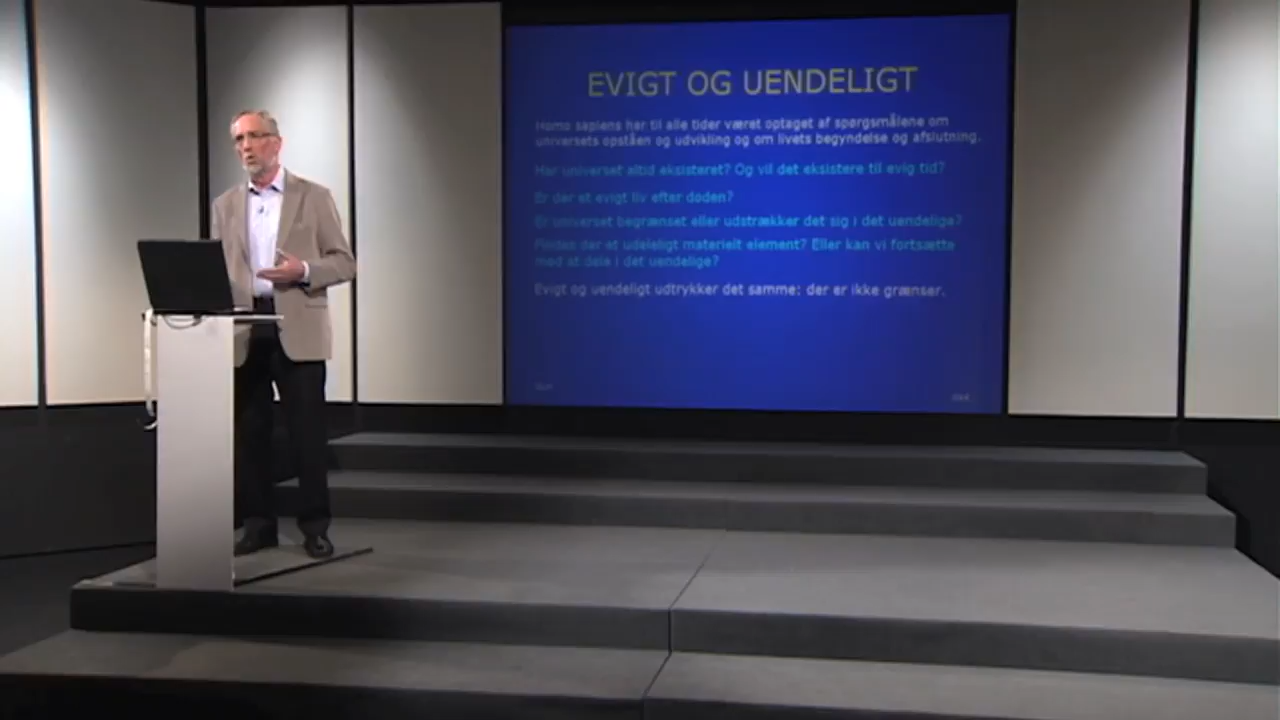 EVIGT OG UENDELIGT
Homo sapiens har til alle tider været optaget af spørgsmålene om
universets opståen og udvikling og om livets begyndelse og afslutning.
Har universet altid eksisteret? Og vil det eksistere til evig tid?
Er der et evigt liv efter døden?
Er universet begrænset eller udstrækker det sig i det uendelige?
Findes der et udeleligt materielt element? Eller kan vi fortsætte
med at dele i det uendelige?
Evigt og uendeligt udtrykker det samme: der er ikke grænser.